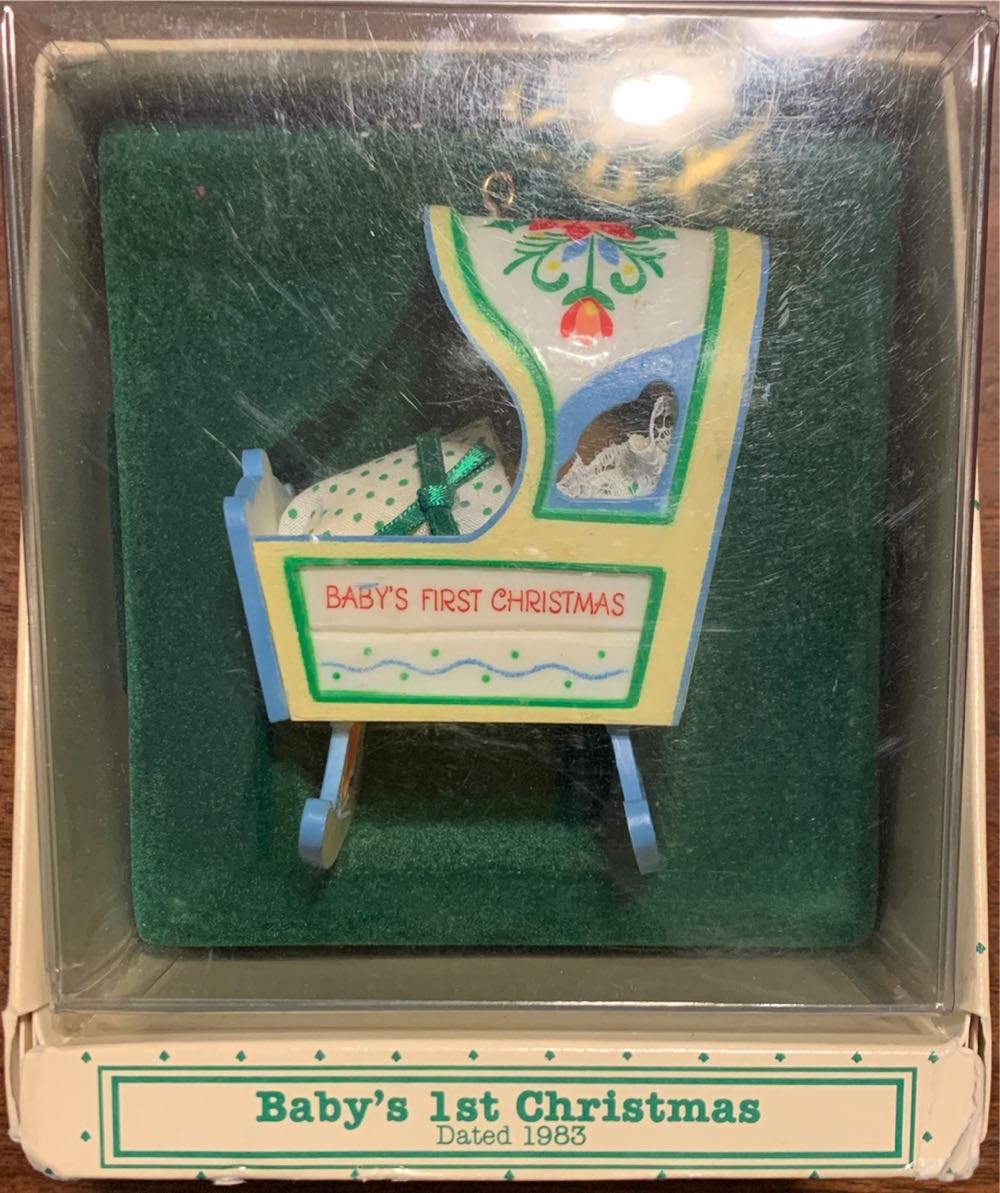 BABY'S FIRST CHRISTMAS
Baby's 1st Christmas
Dated 1983